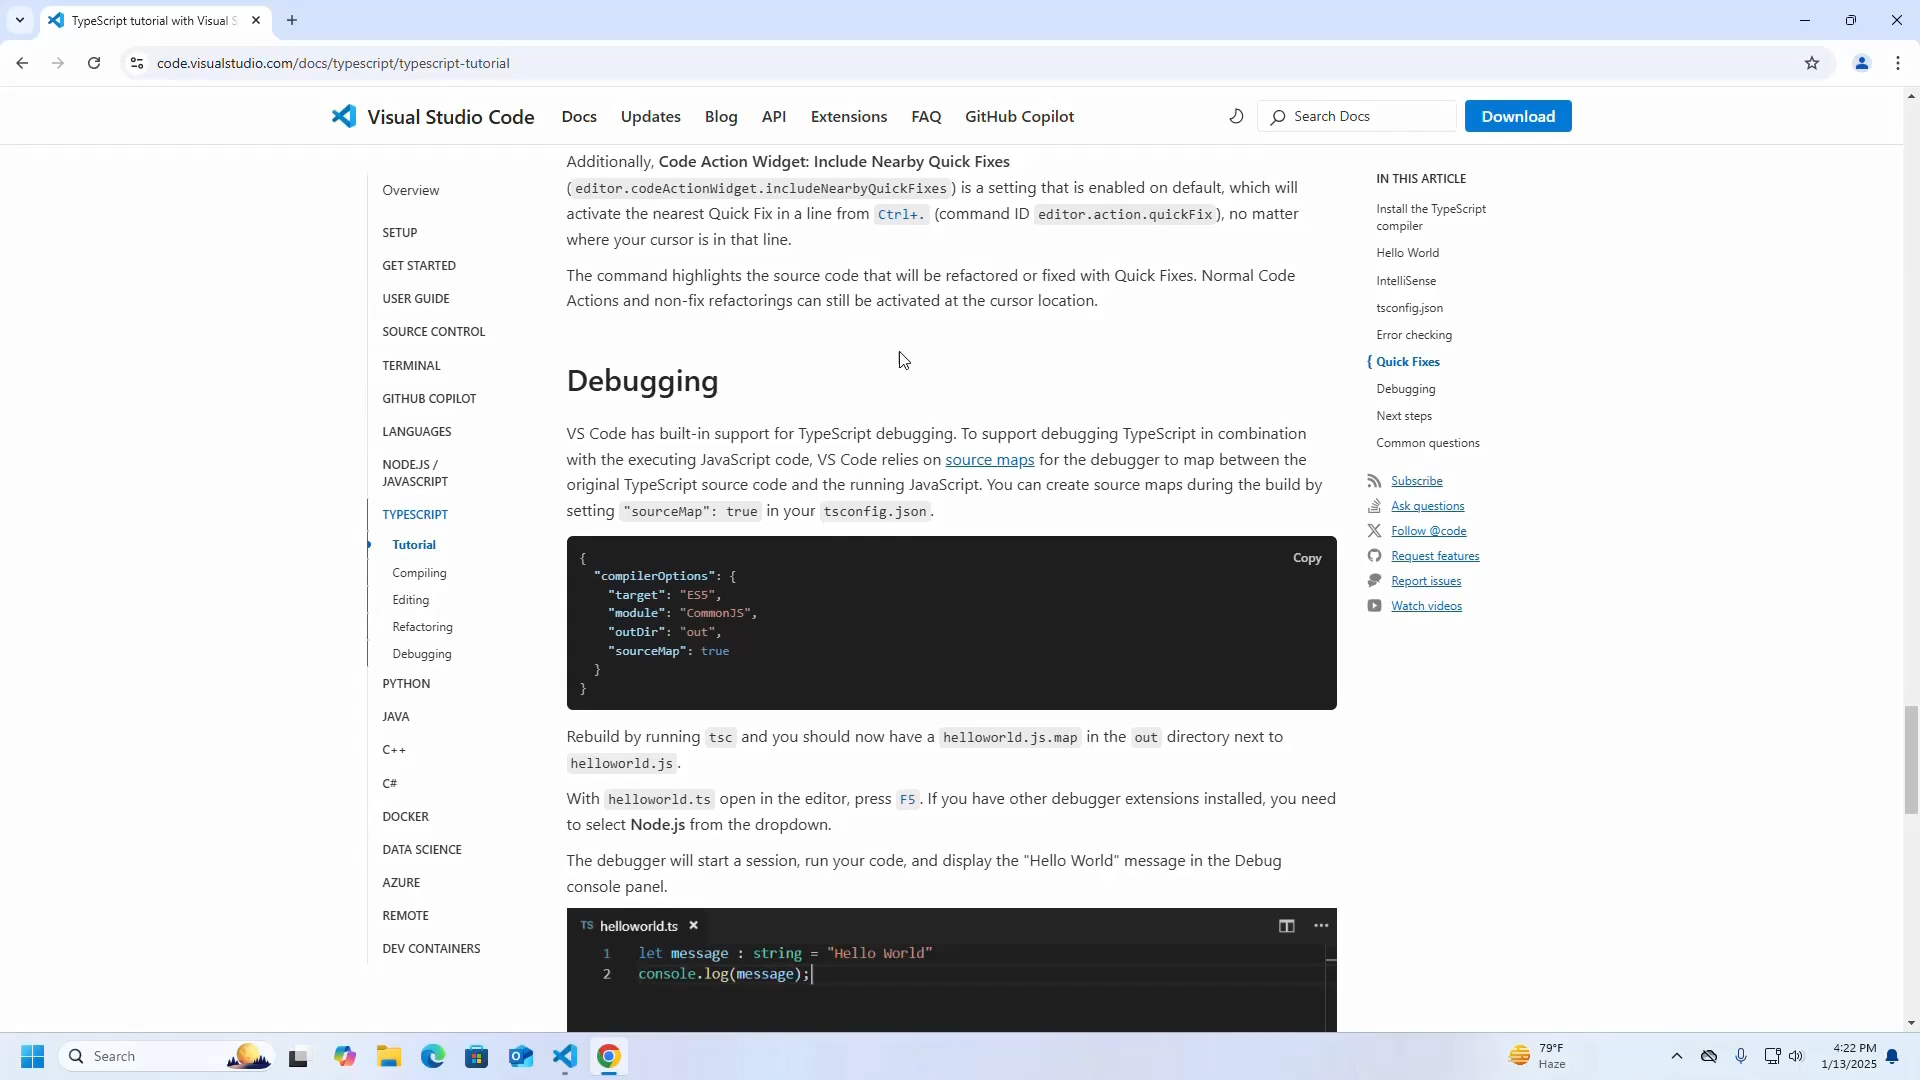 TypeScript tutorial with Visual S
code.visualstudio.com/docs/typescript/typescript-tutorial
Visual Studio Code
Docs
Updates
Blog
API
Extensions
FAQ
GitHub Copilot
Search Docs
Download
Overview
SETUP
GET STARTED
USER GUIDE
SOURCE CONTROL
TERMINAL
GITHUB COPILOT
LANGUAGES
NODE.JS /
JAVASCRIPT
TYPESCRIPT
Tutorial
Compiling
Editing
Refactoring
Debugging
PYTHON
JAVA
C++
C#
DOCKER
DATA SCIENCE
AZURE
REMOTE
DEV CONTAINERS
Additionally, Code Action Widget: Include Nearby Quick Fixes
(editor.codeActionWidget.includeNearbyQuickFixes) is a setting that is enabled on default, which will
activate the nearest Quick Fix in a line from Ctrl+. (command ID editor.action.quickFix), no matter
where your cursor is in that line.
The command highlights the source code that will be refactored or fixed with Quick Fixes. Normal Code
Actions and non-fix refactorings can still be activated at the cursor location.
Debugging
VS Code has built-in support for TypeScript debugging. To support debugging TypeScript in combination
with the executing JavaScript code, VS Code relies on source maps for the debugger to map between the
original TypeScript source code and the running JavaScript. You can create source maps during the build by
setting "sourceMap": true in your tsconfig.json.
Copy
{
"compilerOptions": {
"target": "ES5",
"module": "CommonJS",
"outDir": "out",
"sourceMap": true
}
}
Rebuild by running tsc and you should now have a helloworld.js.map in the out directory next to
helloworld.js.
With helloworld.ts open in the editor, press F5. If you have other debugger extensions installed, you need
to select Node.js from the dropdown.
The debugger will start a session, run your code, and display the "Hello World" message in the Debug
console panel.
TS helloworld.ts
1 let message : string = "Hello World"
2 console.log(message);
IN THIS ARTICLE
Install the TypeScript
compiler
Hello World
IntelliSense
tsconfig.json
Error checking
Quick Fixes
Debugging
Next steps
Common questions
Subscribe
Ask questions
Follow @code
Request features
Report issues
Watch videos
Search
79°F
Haze
4:22 PM
1/13/2025